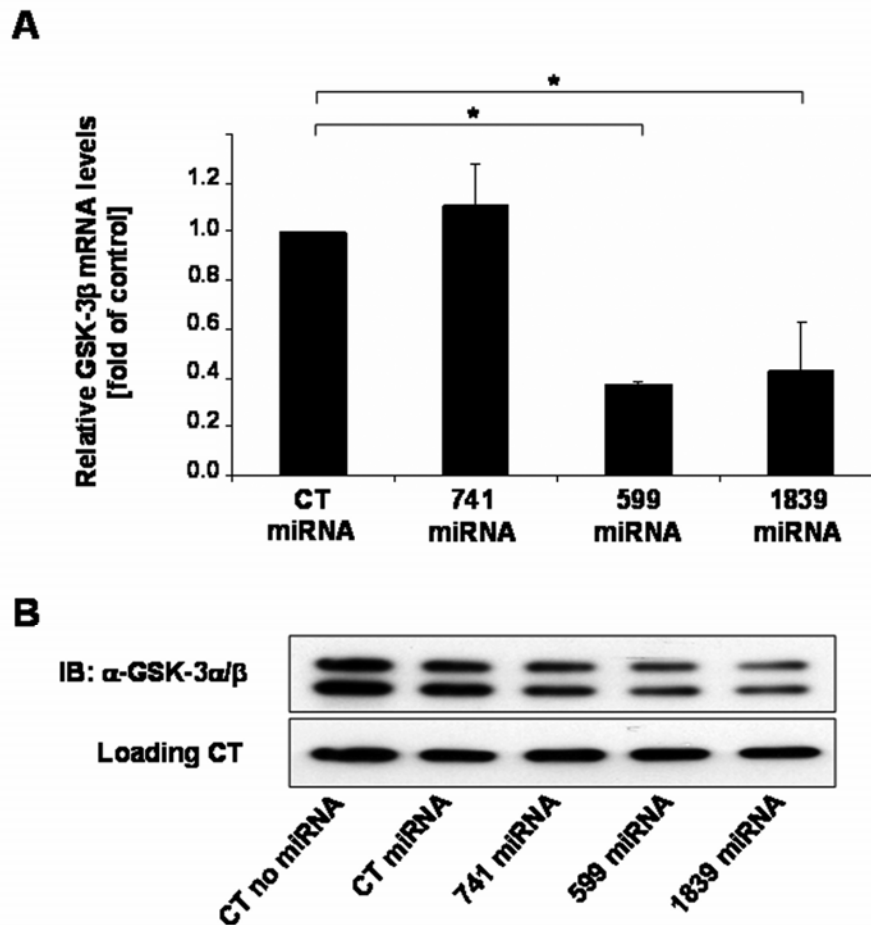 A
*
*
Relative GSK-3β mRNA levels
[fold of control]
1.2
1.0
0.8
0.6
0.4
0.2
0.0
CT
miRNA
741
miRNA
599
miRNA
1839
miRNA
B
IB: α-GSK-3α/β
Loading CT
CT no miRNA
CT miRNA
741 miRNA
599 miRNA
1839 miRNA